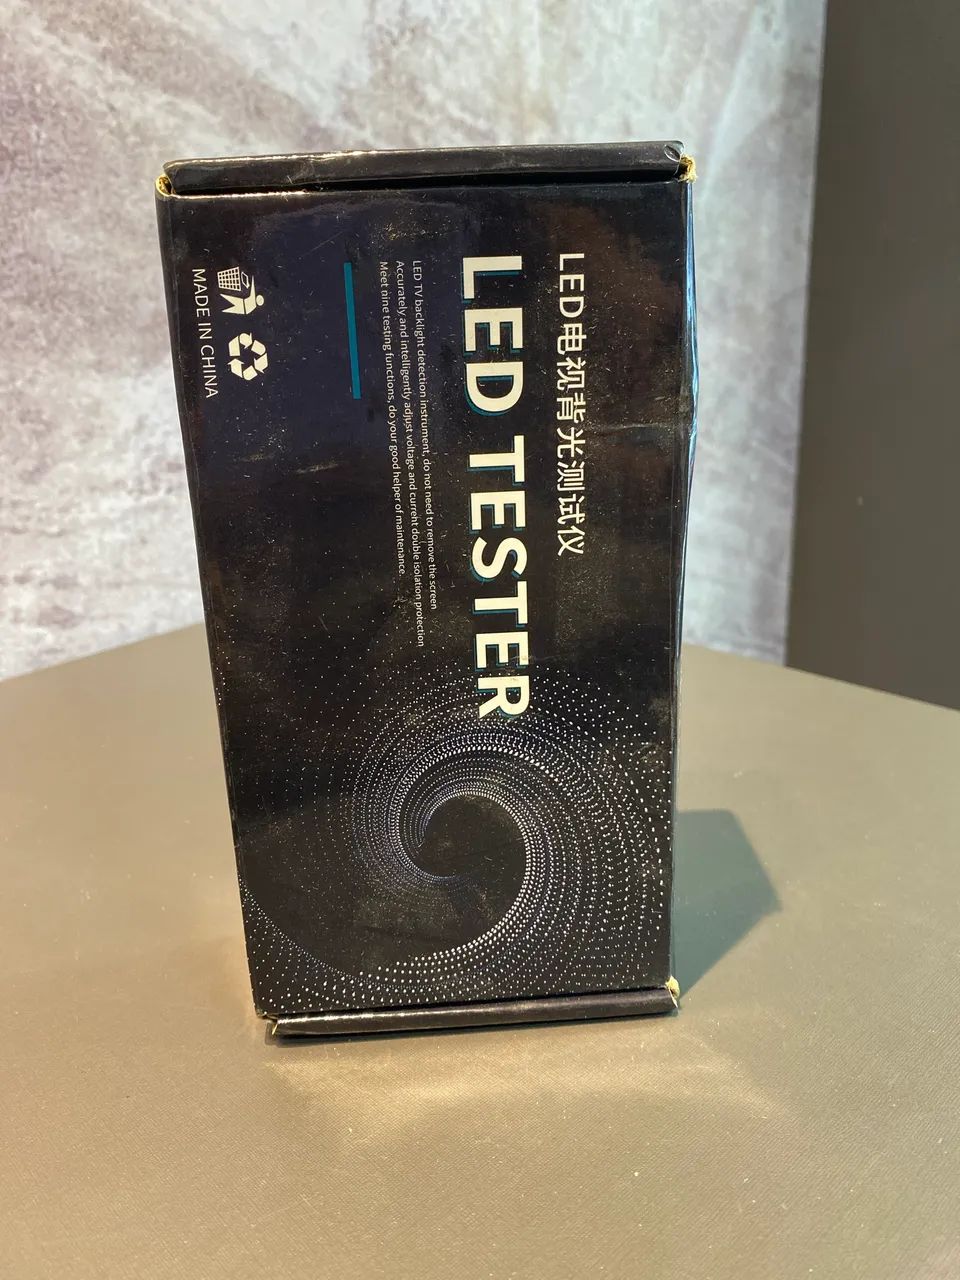 LED电视背光测试仪
LED TESTER
LED TV backlight detection instrument, do not need to remove the screen
Accurately and intelligently adjust voltage and curreht double isolation protection
Meet nine testing functions, do your good helper of maintenance.
MADE IN CHINA